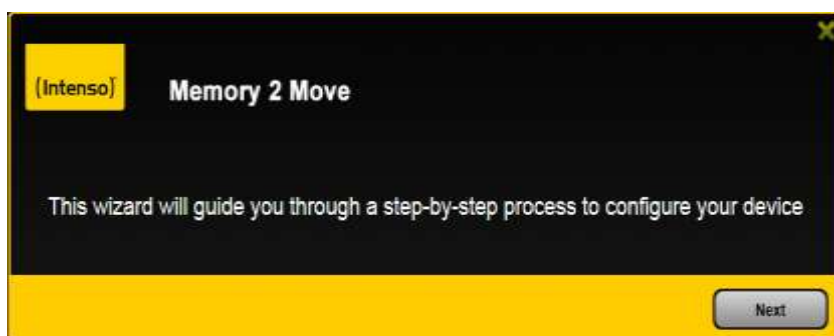 (Intenso)
Memory 2 Move
This wizard will guide you through a step-by-step process to configure your device
Next